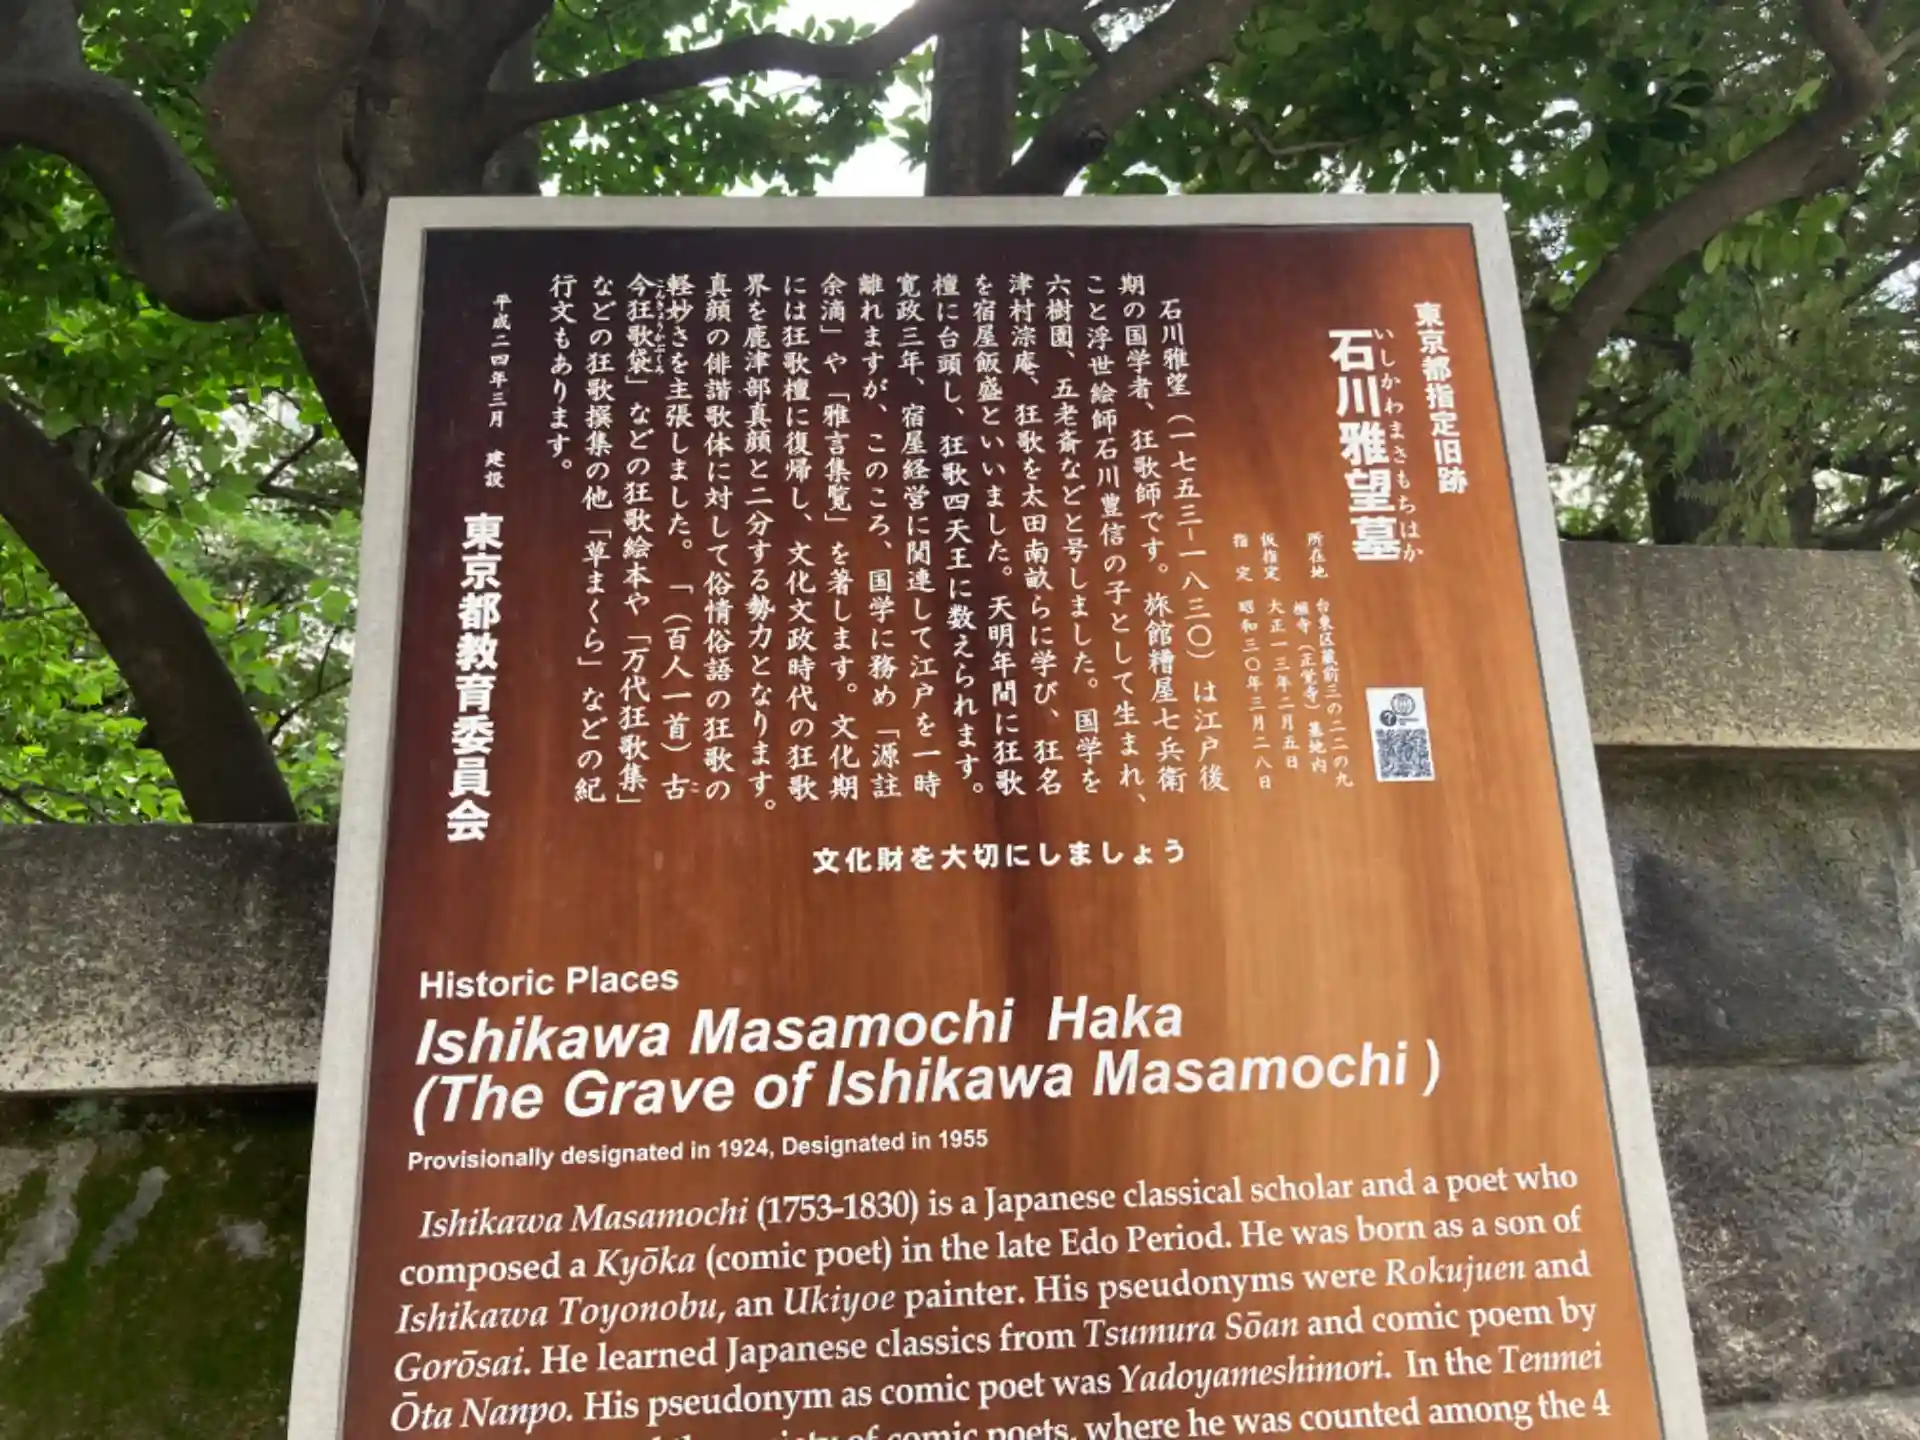 東京都指定旧跡
いしかわまさもちはか
石川雅望墓
所在地 台東区蔵前三の二二の九
榧寺（正覚寺）墓地内
仮指定 大正一三年二月五日
指定 昭和三〇年三月二八日
石川雅望（一七五三−一八三〇）は江戸後
期の国学者、狂歌師です。旅館糟屋七兵衛
こと浮世絵師石川豊信の子として生まれ、
六樹園、五老斎などと号しました。国学を
津村淙庵、狂歌を太田南畝らに学び、狂名
を宿屋飯盛といいました。天明年間に狂歌
檀に台頭し、狂歌四天王に数えられます。
寛政三年、宿屋経営に関連して江戸を一時
離れますが、このころ、国学に務め「源註
余滴」や「雅言集覧」を著します。文化期
には狂歌檀に復帰し、文化文政時代の狂歌
界を鹿津部真顔と二分する勢力となります。
真顔の俳諧歌体に対して俗情俗語の狂歌の
軽妙さを主張しました。「（百人一首）古
こ
今狂歌袋」などの狂歌絵本や「万代狂歌集」
こんきょうかぶくろ
などの狂歌撰集の他「草まくら」などの紀
行文もあります。
平成二四年三月 建設
東京都教育委員会
文化財を大切にしましょう
Historic Places
Ishikawa Masamochi Haka
(The Grave of Ishikawa Masamochi )
Provisionally designated in 1924, Designated in 1955
Ishikawa Masamochi (1753-1830) is a Japanese classical scholar and a poet who
composed a Kyōka (comic poet) in the late Edo Period. He was born as a son of
Ishikawa Toyonobu, an Ukiyoe painter. His pseudonyms were Rokujuen and
Gorōsai. He learned Japanese classics from Tsumura Sōan and comic poem by
Ōta Nanpo. His pseudonym as comic poet was Yadoyameshimori. In the Tenmei
of comic poets, where he was counted among the 4